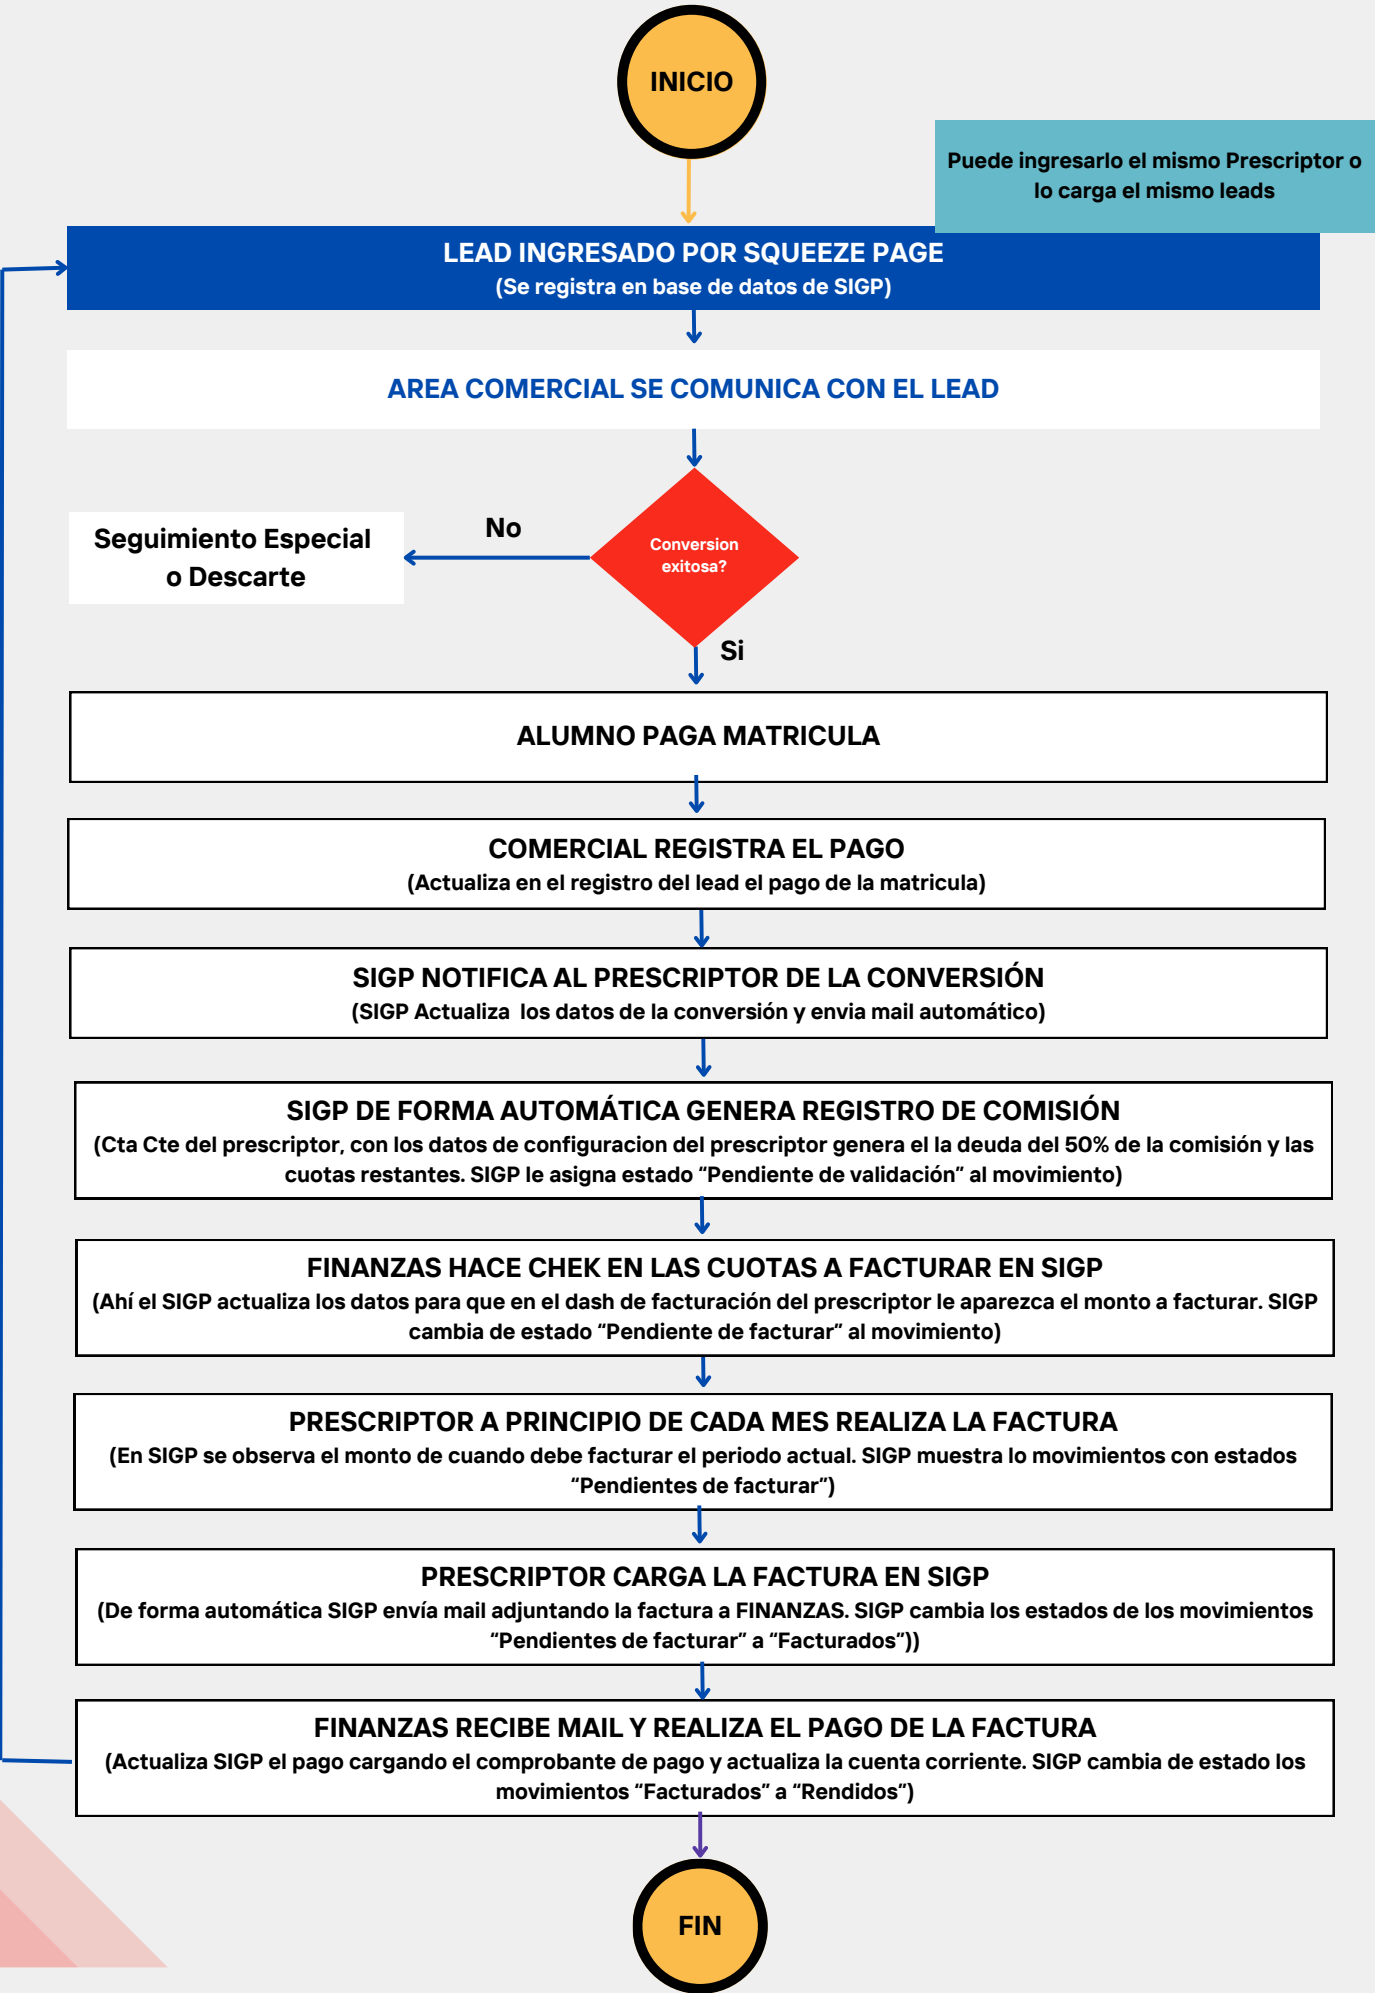 INICIO
Puede ingresarlo el mismo Prescriptor o
lo carga el mismo leads
LEAD INGRESADO POR SQUEEZE PAGE
(Se registra en base de datos de SIGP)
AREA COMERCIAL SE COMUNICA CON EL LEAD
Conversion
exitosa?
No
Seguimiento Especial
o Descarte
Si
ALUMNO PAGA MATRICULA
COMERCIAL REGISTRA EL PAGO
(Actualiza en el registro del lead el pago de la matricula)
SIGP NOTIFICA AL PRESCRIPTOR DE LA CONVERSIÓN
(SIGP Actualiza los datos de la conversión y envia mail automático)
SIGP DE FORMA AUTOMÁTICA GENERA REGISTRO DE COMISIÓN
(Cta Cte del prescriptor, con los datos de configuracion del prescriptor genera el la deuda del 50% de la comisión y las
cuotas restantes. SIGP le asigna estado “Pendiente de validación” al movimiento)
FINANZAS HACE CHEK EN LAS CUOTAS A FACTURAR EN SIGP
(Ahí el SIGP actualiza los datos para que en el dash de facturación del prescriptor le aparezca el monto a facturar. SIGP
cambia de estado “Pendiente de facturar” al movimiento)
PRESCRIPTOR A PRINCIPIO DE CADA MES REALIZA LA FACTURA
(En SIGP se observa el monto de cuando debe facturar el periodo actual. SIGP muestra lo movimientos con estados
“Pendientes de facturar”)
PRESCRIPTOR CARGA LA FACTURA EN SIGP
(De forma automática SIGP envía mail adjuntando la factura a FINANZAS. SIGP cambia los estados de los movimientos
“Pendientes de facturar” a “Facturados”))
FINANZAS RECIBE MAIL Y REALIZA EL PAGO DE LA FACTURA
(Actualiza SIGP el pago cargando el comprobante de pago y actualiza la cuenta corriente. SIGP cambia de estado los
movimientos “Facturados” a “Rendidos”)
FIN